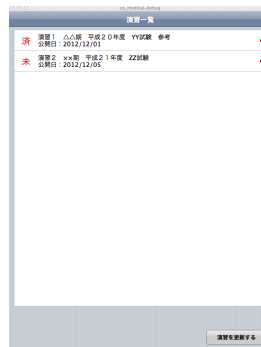 co_medical-debug
演習一覧
済
演習１　△△期　平成２０年度　YY試験　参考
公開日：2012/12/01
未
演習２　××期　平成２１年度　ZZ試験
公開日：2012/12/05
演習を更新する